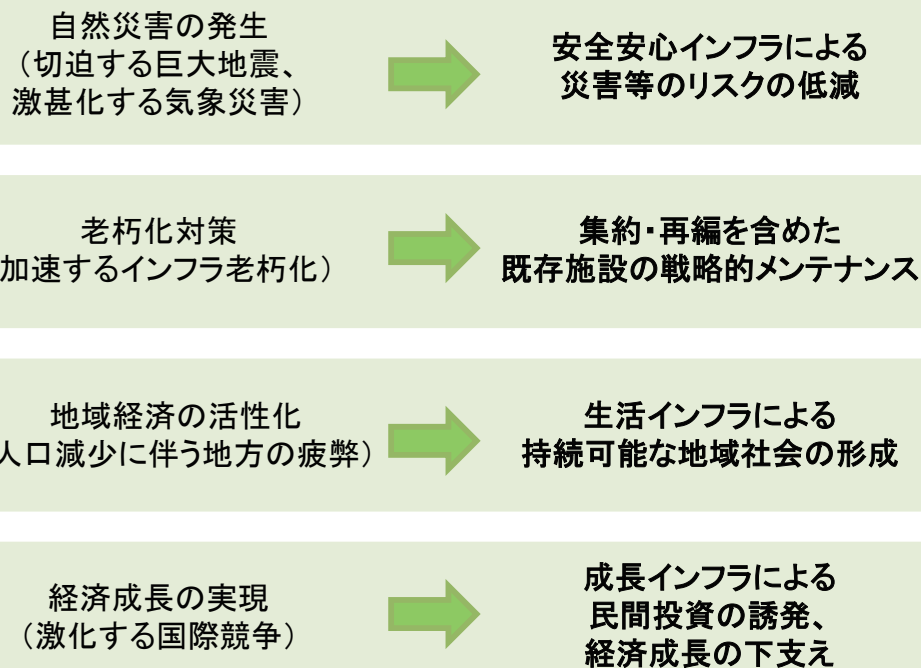 自然災害の発生
（切迫する巨大地震、
激甚化する気象災害）
安全安心インフラによる
災害等のリスクの低減
老朽化対策
加速するインフラ老朽化）
集約・再編を含めた
既存施設の戦略的メンテナンス
地域経済の活性化
人口減少に伴う地方の疲弊）
生活インフラによる
持続可能な地域社会の形成
経済成長の実現
（激化する国際競争）
成長インフラによる
民間投資の誘発、
経済成長の下支え